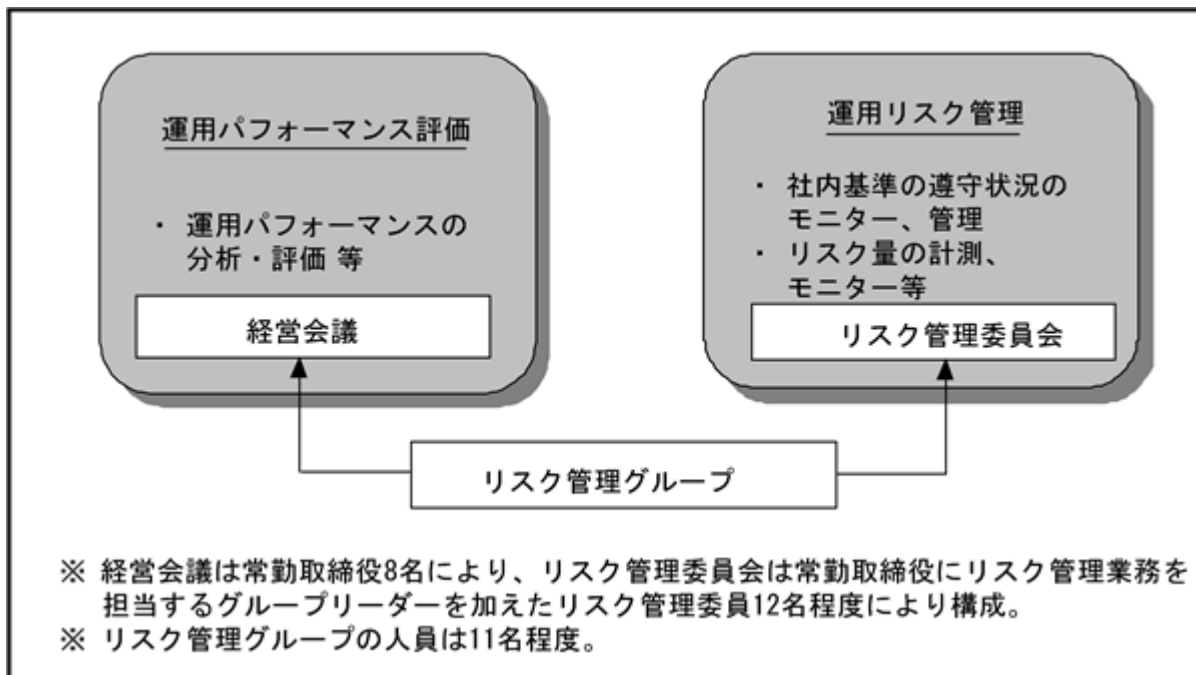 運用パフォーマンス評価
・ 運用パフォーマンスの
分析・評価 等
経営会議
運用リスク管理
・ 社内基準の遵守状況の
モニター、管理
・ リスク量の計測、
モニター等
リスク管理委員会
リスク管理グループ
※ 経営会議は常勤取締役8名により、リスク管理委員会は常勤取締役にリスク管理業務を
担当するグループリーダーを加えたリスク管理委員12名程度により構成。
※ リスク管理グループの人員は11名程度。